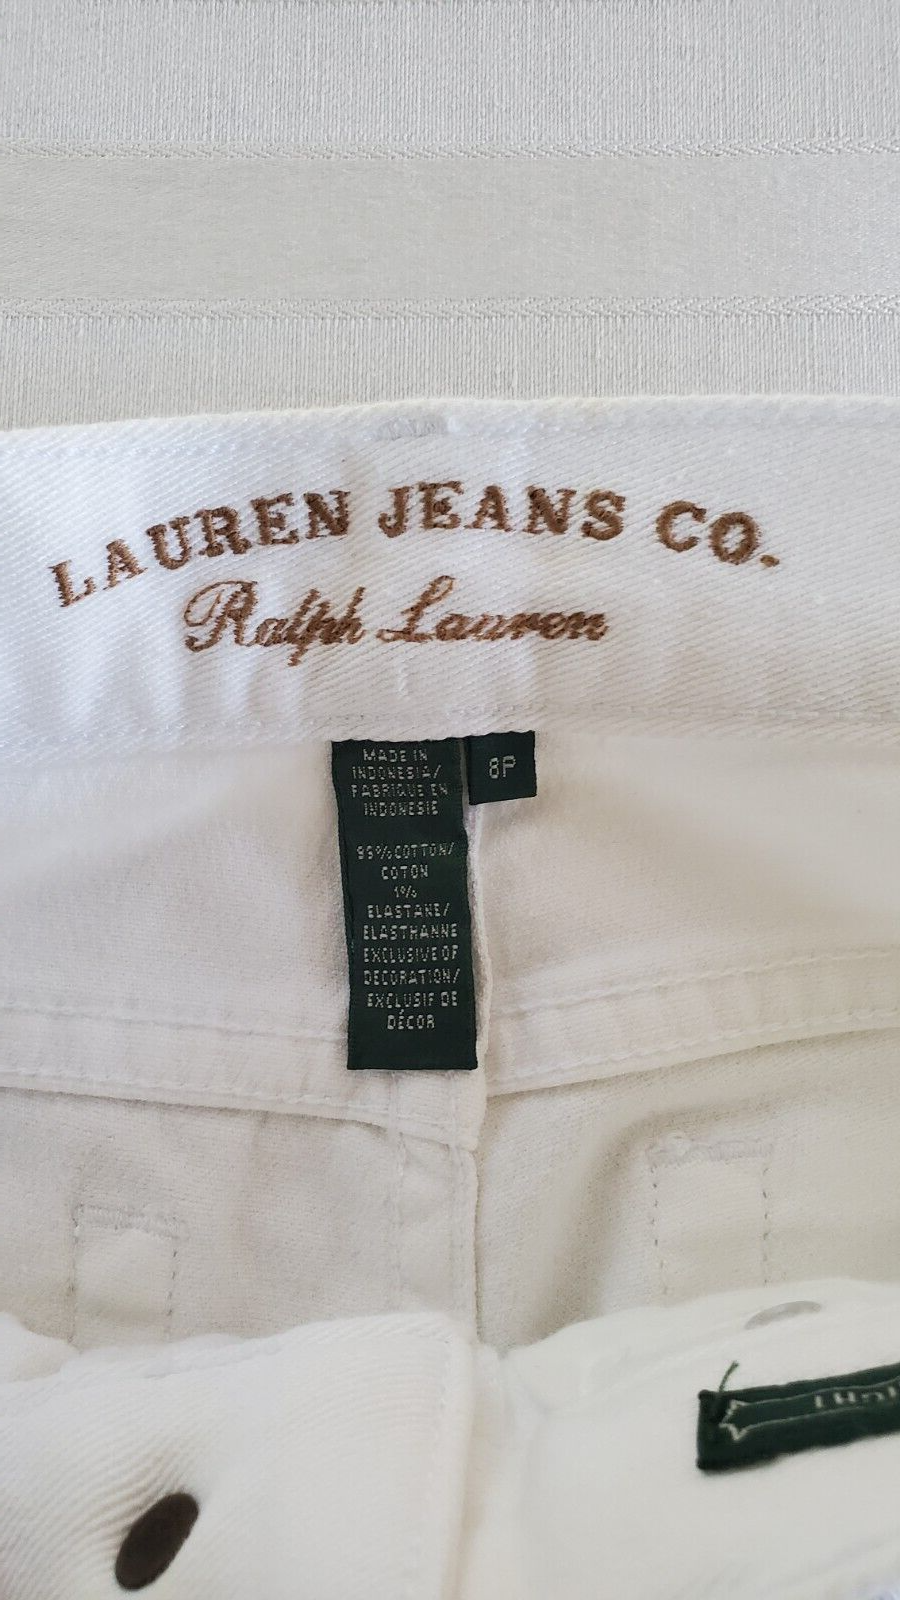 LAUREN JEANS CO.
Ralph Lauren
MADE IN
INDONESIA/
FABRIQUE EN
INDONESIE
8P
99% COTTON/
COTON
1%
ELASTANE/
ELASTHANNE
EXCLUSIVE OF
DECORATION/
EXCLUSIF DE
DÉCOR